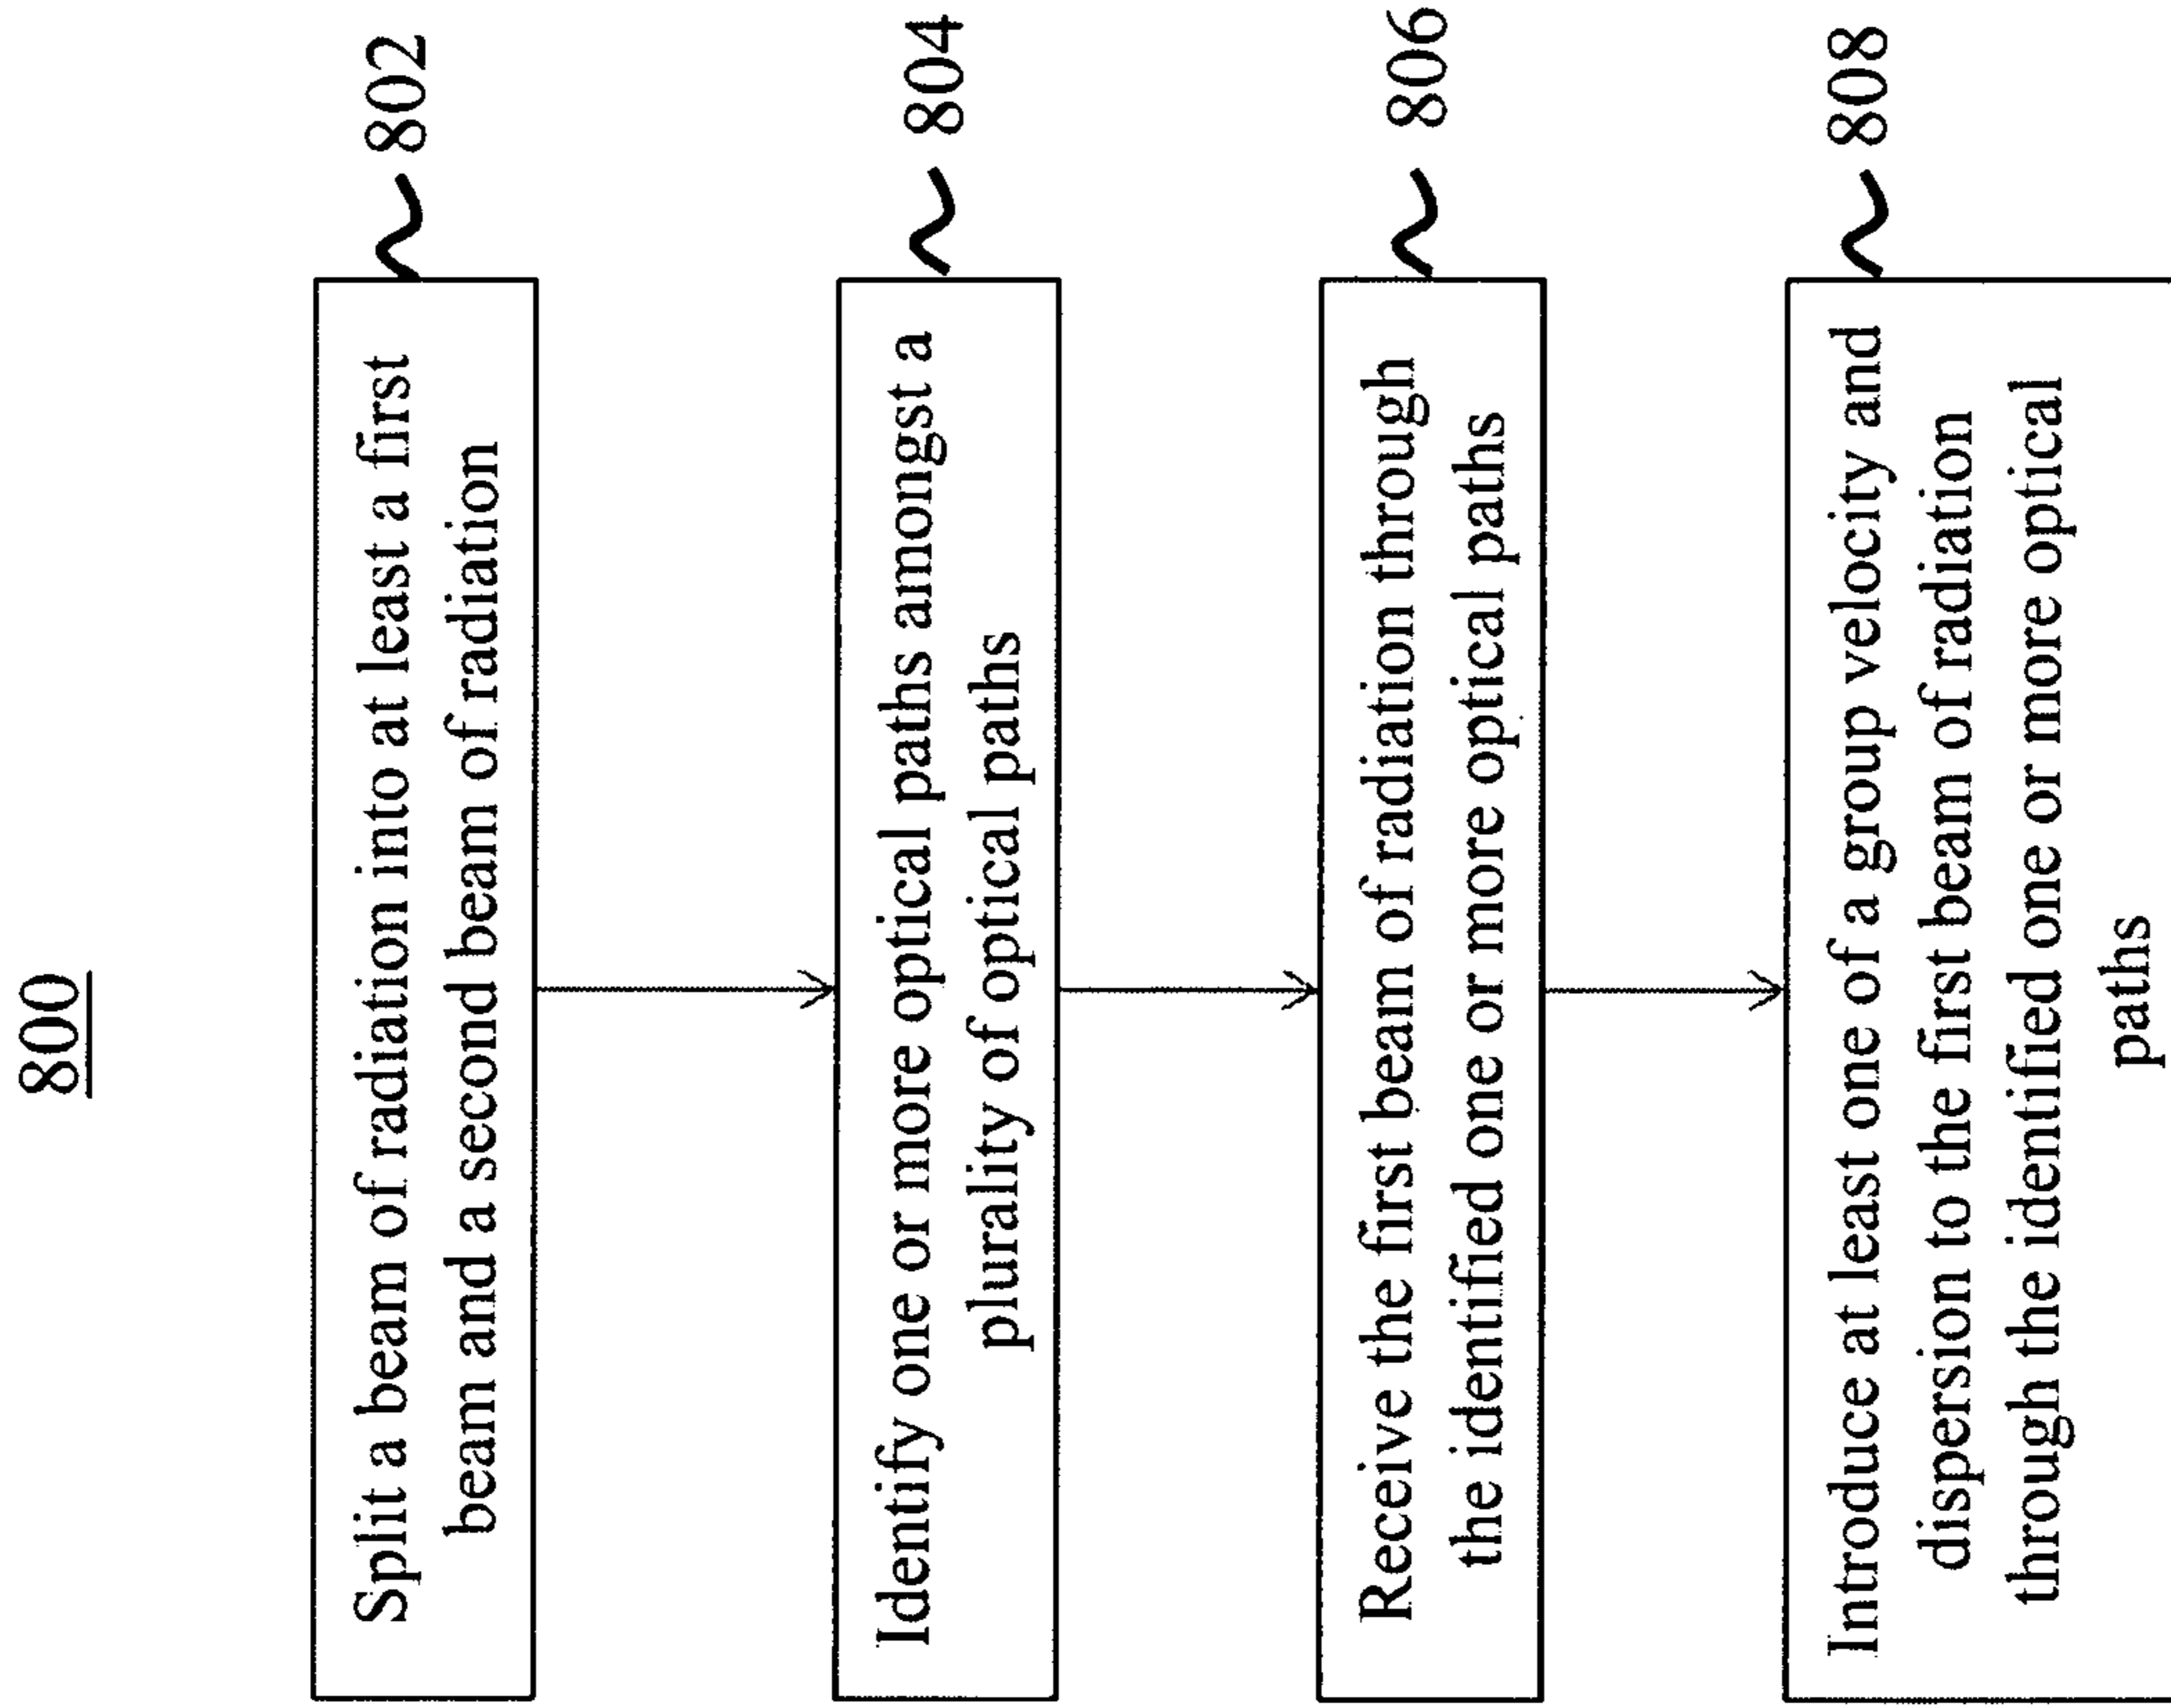 800
Split a beam of radiation into at least a first
beam and a second beam of radiation
802
Identify one or more optical paths amongst a
plurality of optical paths
804
Receive the first beam of radiation through
the identified one or more optical paths
806
Introduce at least one of a group velocity and
dispersion to the first beam of radiation
through the identified one or more optical
paths
808